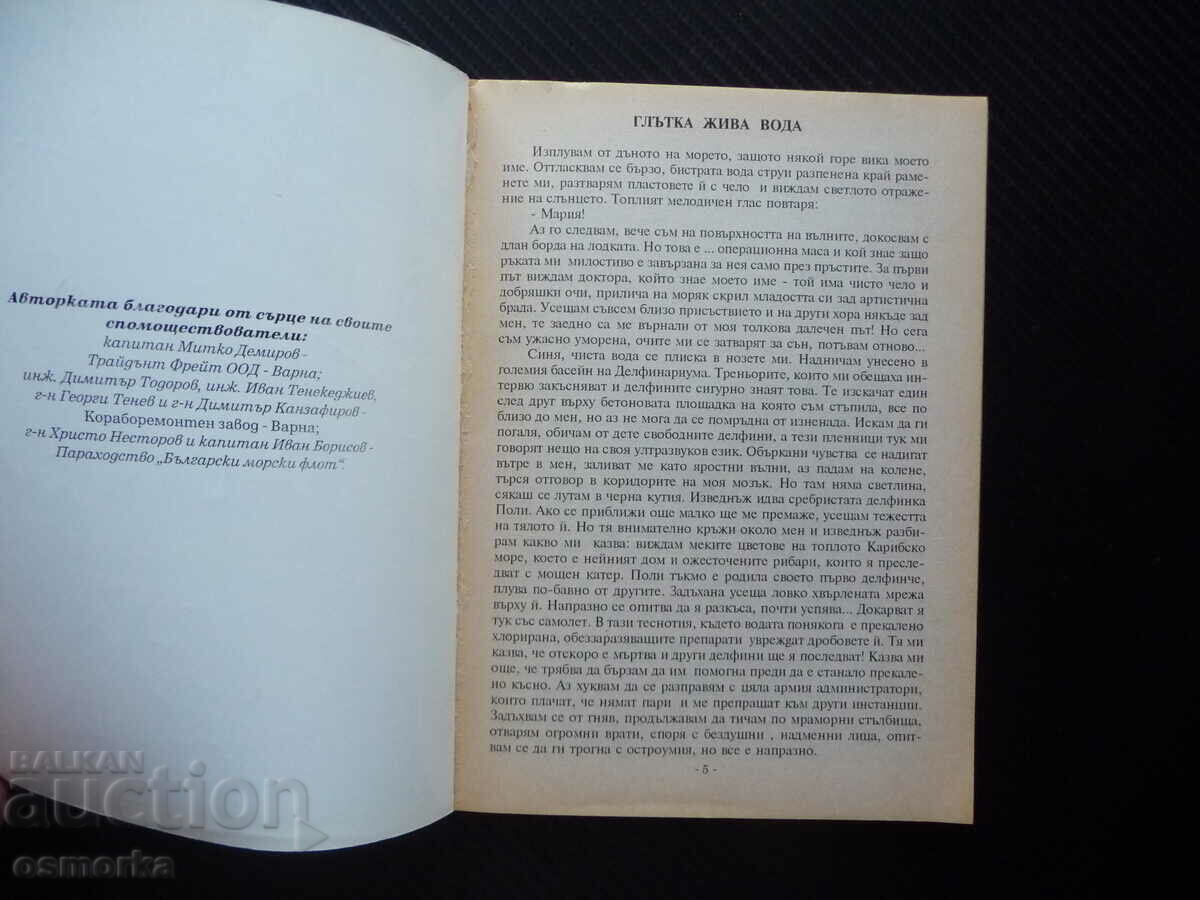 Авторката благодари от сърце на своите
спомоществователи:
капитан Митко Демиров -
Трайдънт Фрейт ООД - Варна;
инж. Димитър Тодоров, инж. Иван Тенекеджиев,
г-н Георги Тенев и г-н Димитър Канзафиров -
Корабoремонтен завод - Варна;
г-н Христо Несторов и капитан Иван Борисов -
Параходство „Български морски флот“.
ГЛЪТКА ЖИВА ВОДА
Изплувам от дъното на морето, защото някой горе вика моето
име. Оттласквам се бързо, бистрата вода струи разпенена край раме-
нете ми, разтварям пластовете й с чело и виждам светлото отраже-
ние на слънцето. Топлият мелодичен глас повтаря:
- Мария!
Аз го следвам, вече съм на повърхността на вълните, докосвам с
длан борда на лодката. Но това е ... операционна маса и кой знае защо
ръката ми милостиво е завързана за нея само през пръстите. За първи
път виждам доктора, който знае моето име - той има чисто чело и
добряшки очи, прилича на моряк скрил младостта си зад артистична
брада. Усещам съвсем близо присъствието и на други хора някъде зад
мен, те заедно са ме върнали от моя толкова далечен път! Но сега
съм ужасно уморена, очите ми се затварят за сън, потъвам отново...
Синя, чиста вода се плиска в нозете ми. Надничам унесено в
големия басейн на Делфинариума. Треньорите, които ми обещаха ин-
тервю закъсняват и делфините сигурно знаят това. Те изскачат един
след друг върху бетоновата площадка на която съм стъпила, все по
близо до мен, но аз не мога да се помръдна от изненада. Искам да ги
погаля, обичам от дете свободните делфини, а тези пленници тук ми
говорят нещо на своя ултразвуков език. Объркани чувства се надигат
вътре в мен, заливат ме като яростни вълни, аз падам на колене,
търся отговор в коридорите на моя мозък. Но там няма светлина,
сякаш се лутам в черна кутия. Изведнъж идва сребристата делфинка
Поли. Ако се приближи още малко ще ме премаже, усещам тежестта
на тялото й. Но тя внимателно кръжи около мен и изведнъж разби-
рам какво ми казва: виждам меките цветове на топлото Карибско
море, което е нейният дом и ожесточените рибари, които я пресле-
дват с мощен катер. Поли тъкмо е родила своето първо делфинче,
плува по-бавно от другите. Задъхана усеща ловко хвърлената мрежа
върху й. Напразно се опитва да я разкъса, почти успява... Докарват я
тук със самолет. В тази теснотия, където водата понякога е прекалено
хлорирана, обеззаразяващите препарати увреждат дробовете й. Тя ми
казва, че отскоро е мъртва и други делфини ще я последват! Казва ми
още, че трябва да бързам да им помогна преди да е станало прекале-
но късно. Аз хуквам да се разправям с цяла армия администратори,
които плачат, че нямат пари и ме препращат към други инстанции.
Задъхвам се от гняв, продължавам да тичам по мраморни стълбища,
отварям огромни врати, споря с бездушни , надменни лица, опит-
вам се да ги трогна с остроумия, но все е напразно.
- 5 -
BALKAN
auction
osmorka